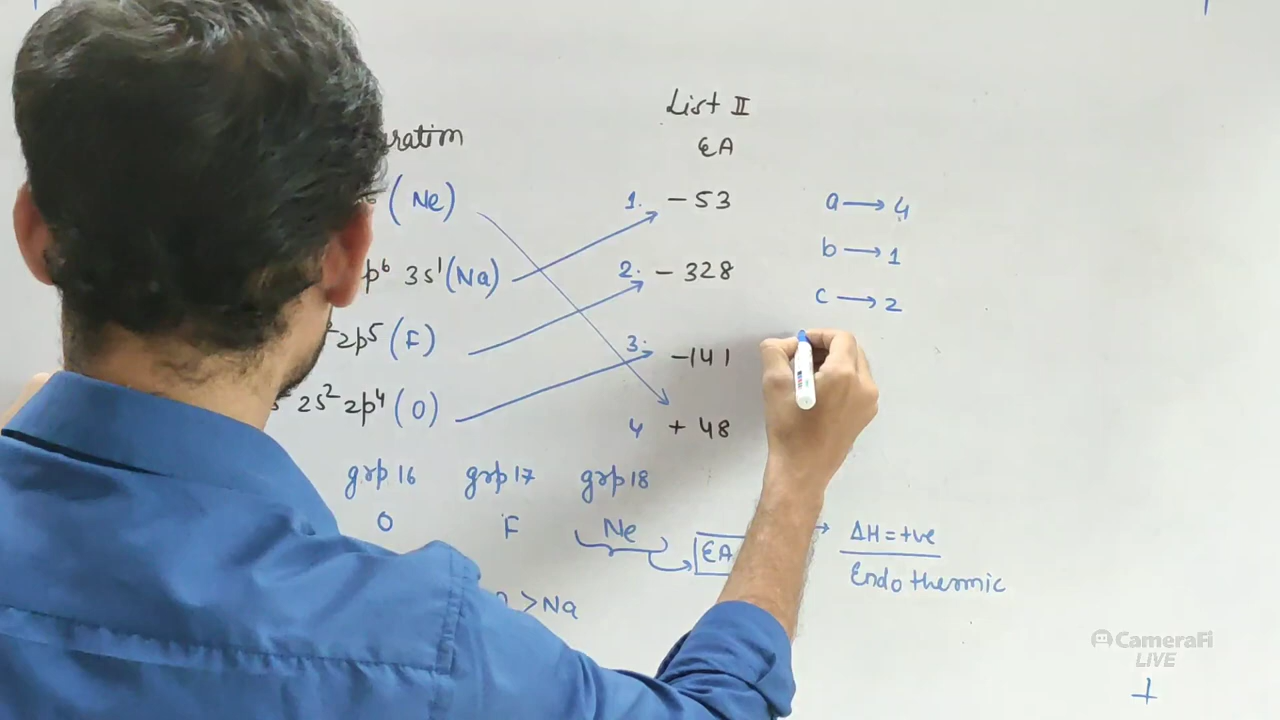 List II
EA
(Ne)
1. -53
a → 4
p⁶ 3s¹ (Na)
2. - 328
b → 1
c → 2
2p⁵ (F)
3. -141
2s² 2p⁴ (O)
4 + 48
grp 16 grp 17 grp 18
O F Ne
EA
→ ΔH = +ve
Endothermic
> Na
CameraFi
LIVE